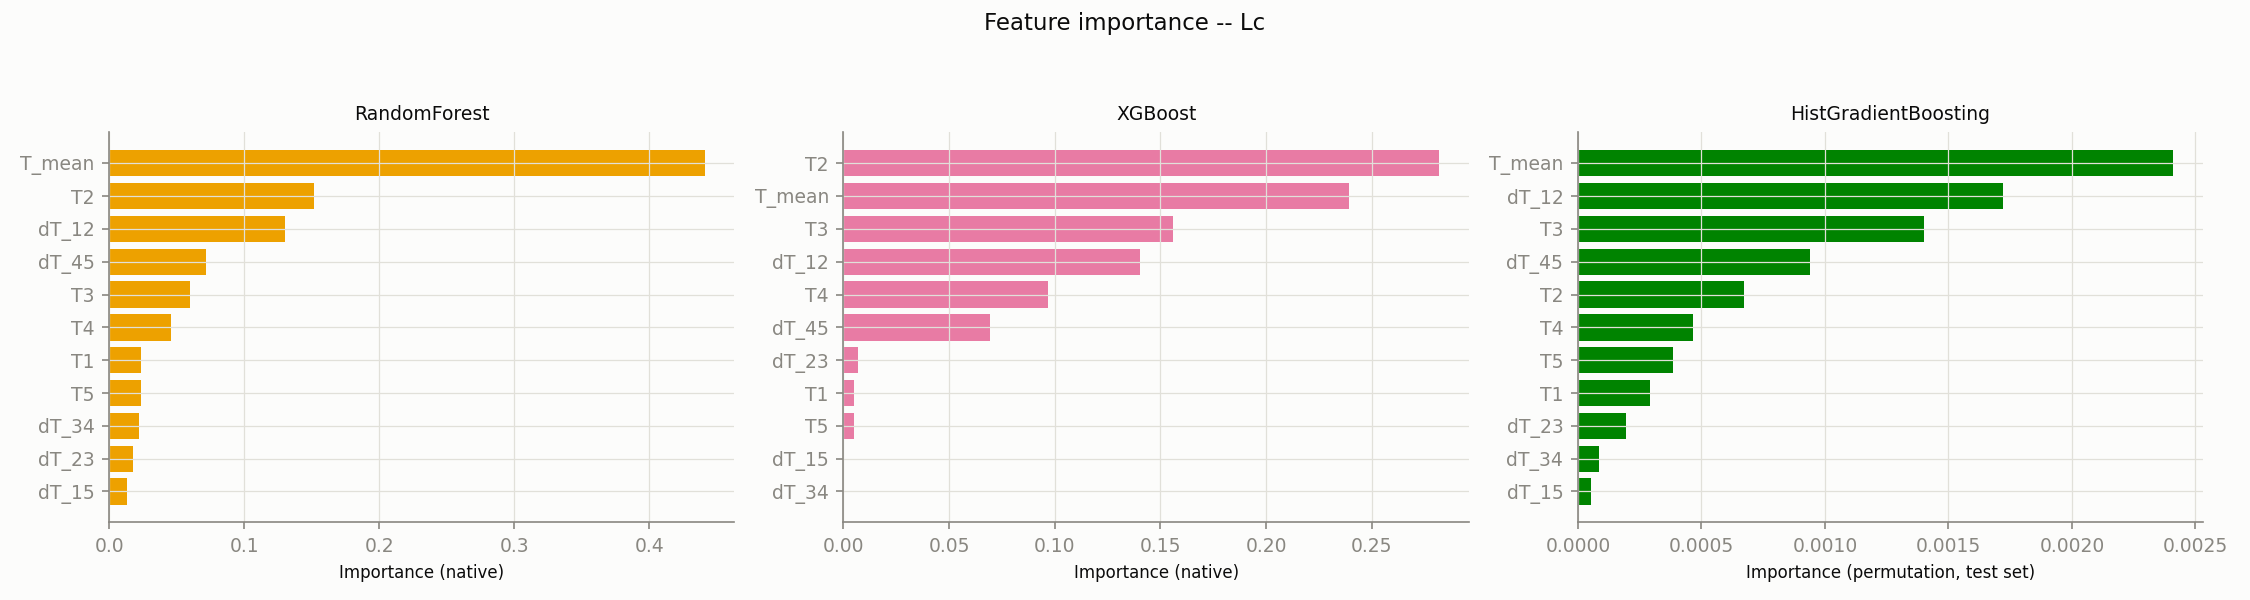 Feature importance -- Lc
RandomForest
T_mean
T2
dT_12
dT_45
T3
T4
T1
T5
dT_34
dT_23
dT_15
0.0 0.1 0.2 0.3 0.4
Importance (native)
XGBoost
T2
T_mean
T3
dT_12
T4
dT_45
dT_23
T1
T5
dT_15
dT_34
0.00 0.05 0.10 0.15 0.20 0.25
Importance (native)
HistGradientBoosting
T_mean
dT_12
T3
dT_45
T2
T4
T5
T1
dT_23
dT_34
dT_15
0.0000 0.0005 0.0010 0.0015 0.0020 0.0025
Importance (permutation, test set)